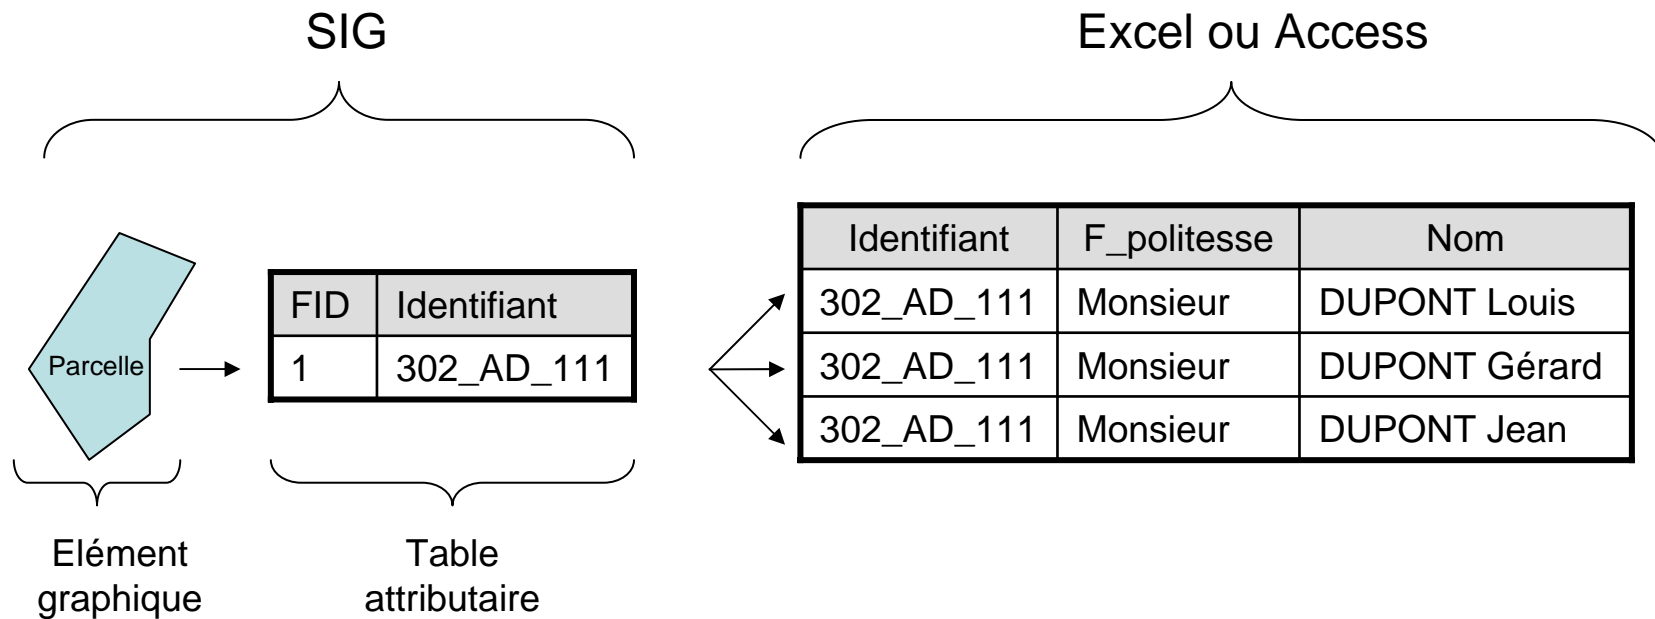 SIG
Excel ou Access
Identifiant F_politesse Nom
302_AD_111 Monsieur DUPONT Louis
302_AD_111 Monsieur DUPONT Gérard
302_AD_111 Monsieur DUPONT Jean
FID Identifiant
1 302_AD_111
Parcelle
Elément
graphique
Table
attributaire